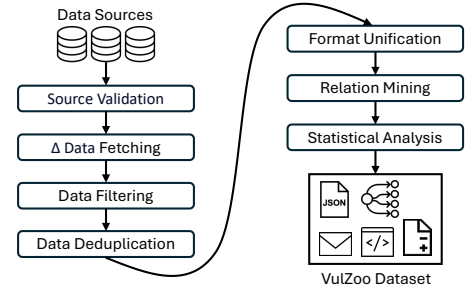 Data Sources
Source Validation
Δ Data Fetching
Data Filtering
Data Deduplication
Format Unification
Relation Mining
Statistical Analysis
JSON
</>
VulZoo Dataset